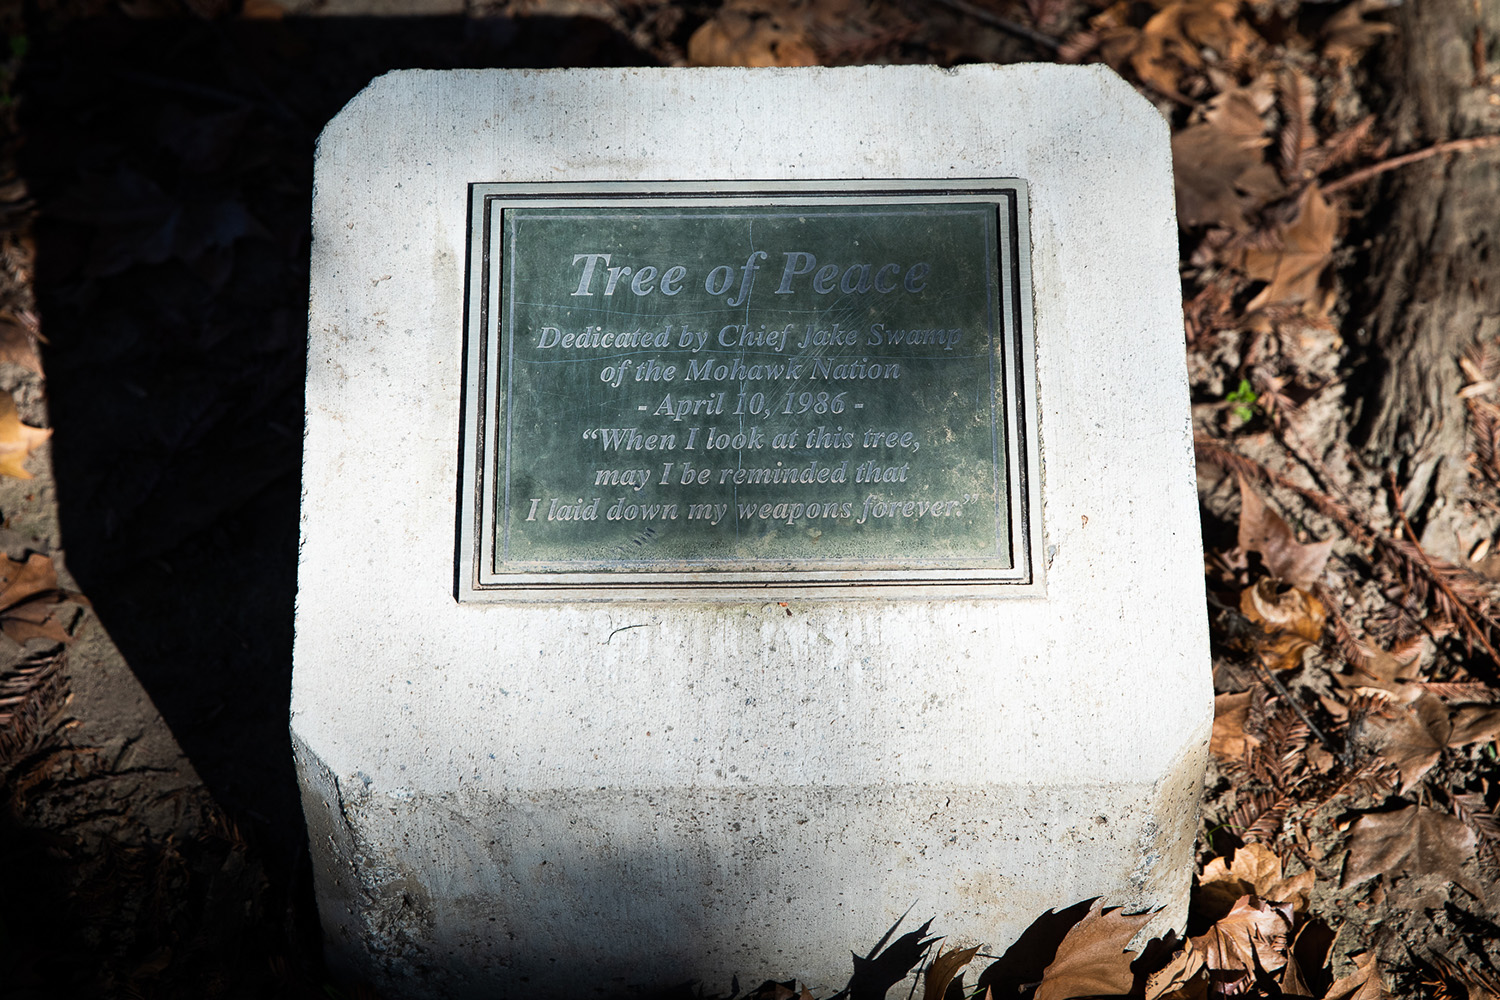 Tree of Peace
Dedicated by Chief Jake Swamp
of the Mohawk Nation
- April 10, 1986 -
“When I look at this tree,
may I be reminded that
I laid down my weapons forever.”